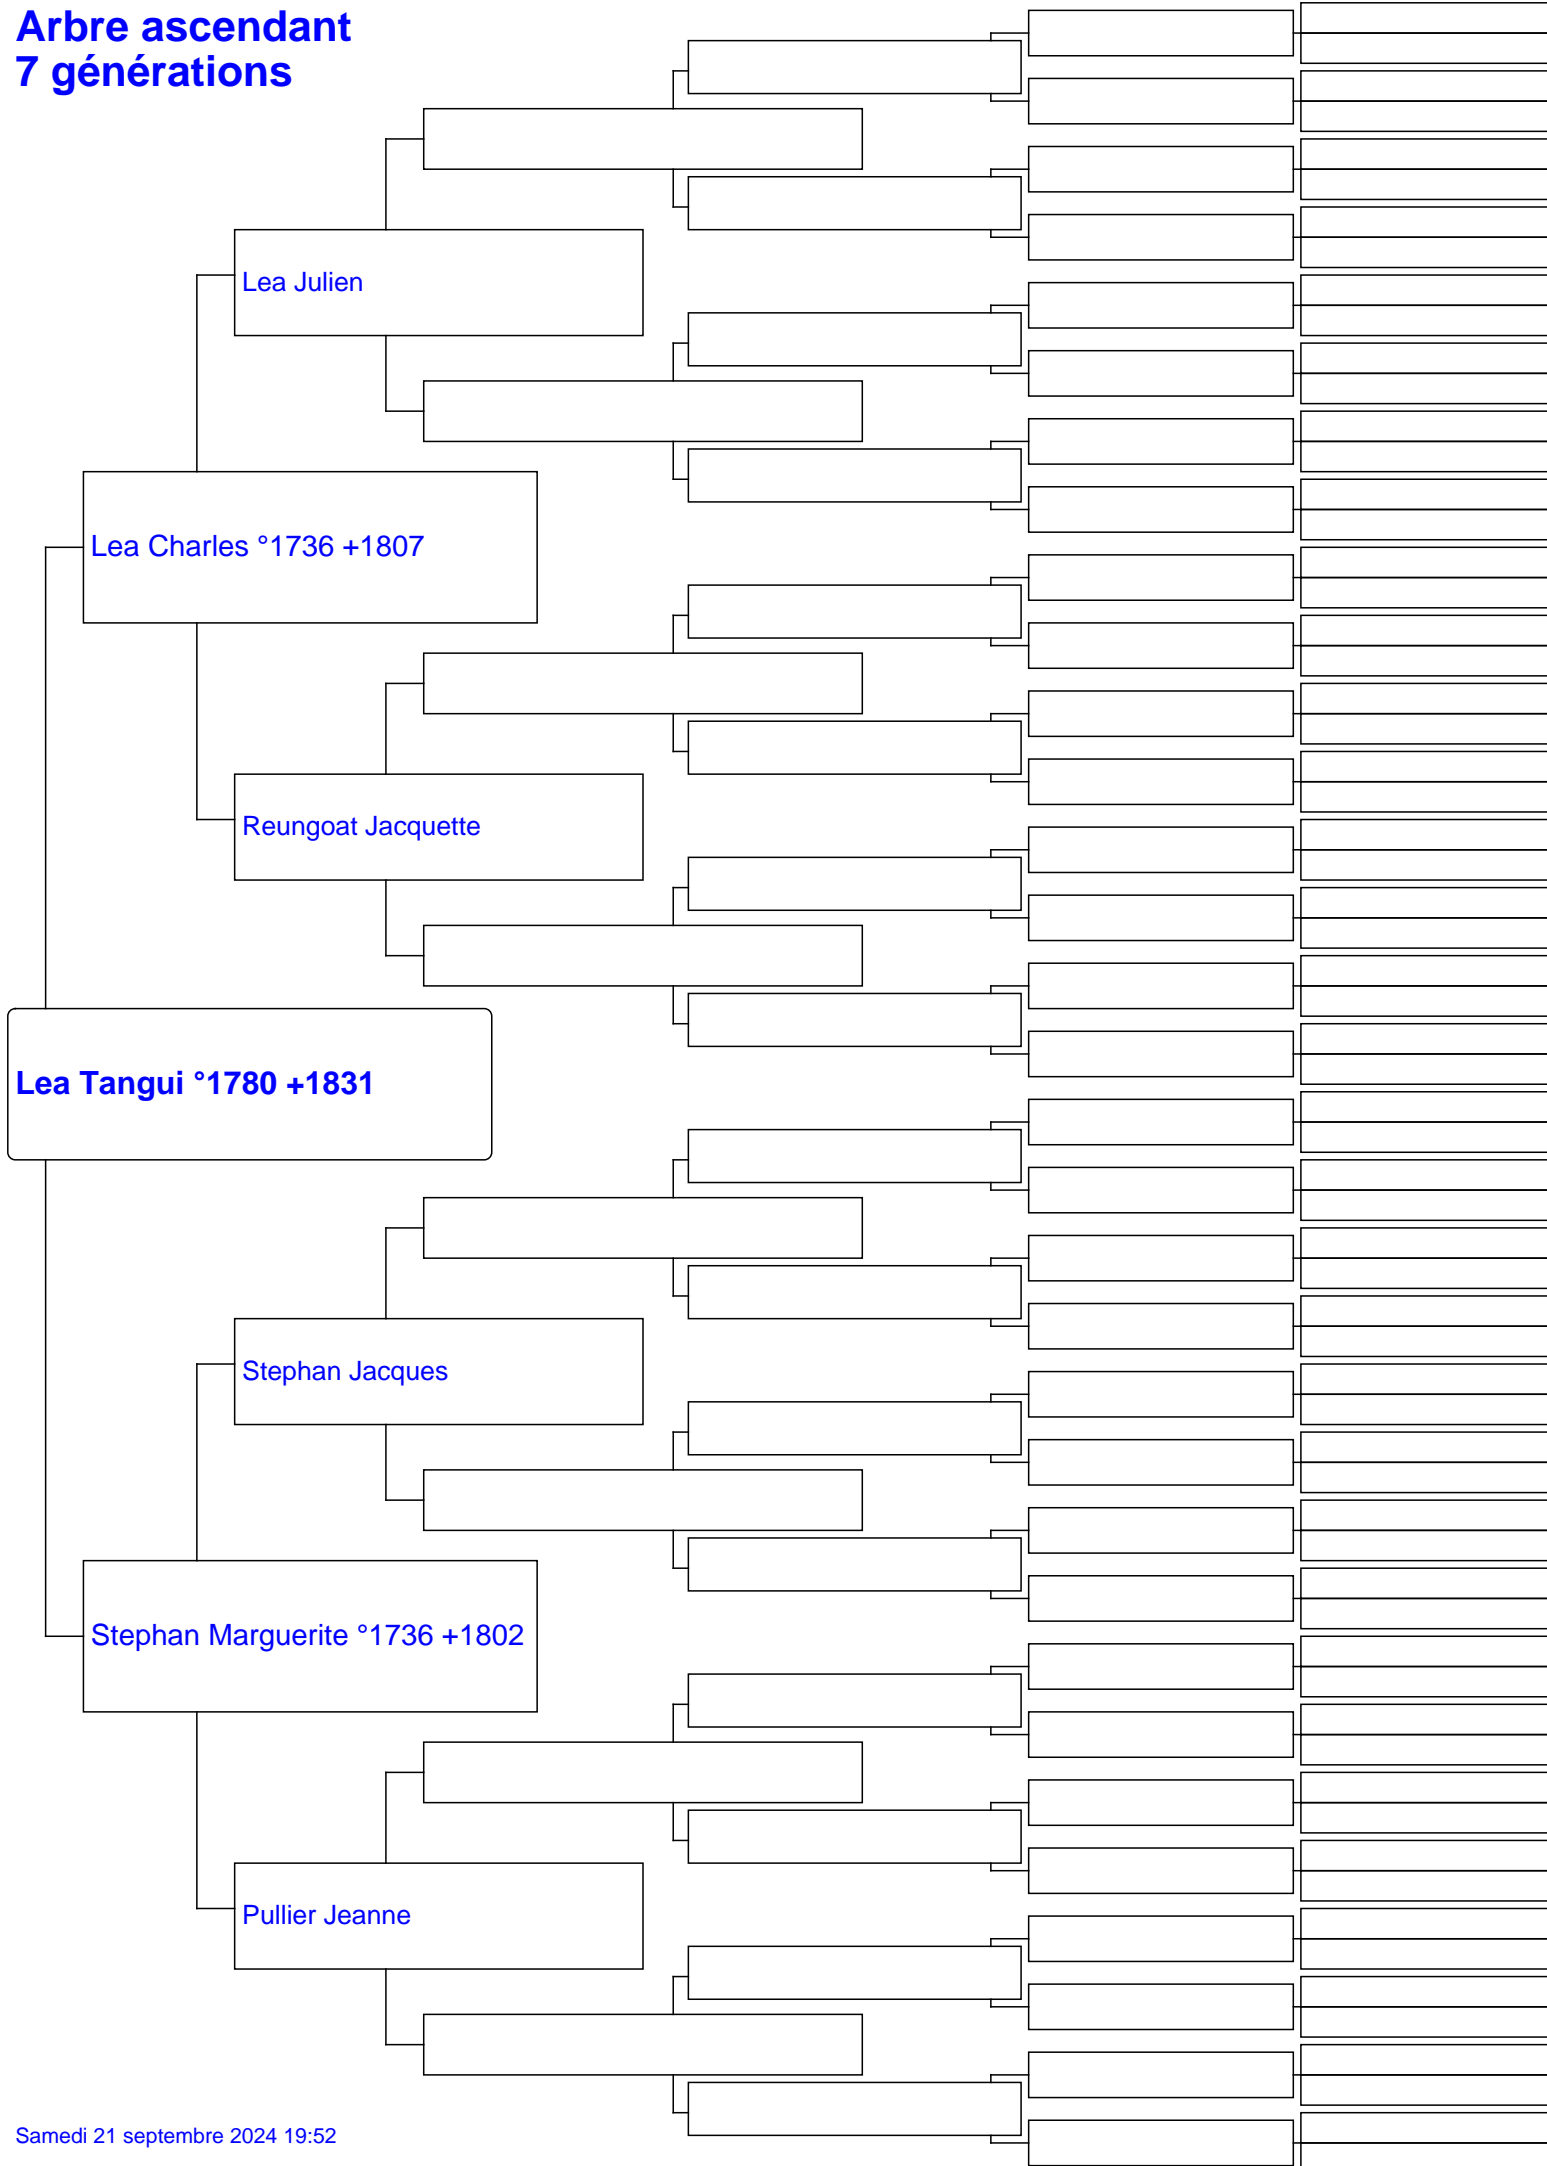 Arbre ascendant
7 générations
Lea Julien
Lea Charles °1736 +1807
Reungoat Jacquette
Lea Tangui °1780 +1831
Stephan Jacques
Stephan Marguerite °1736 +1802
Pullier Jeanne
Samedi 21 septembre 2024 19:52